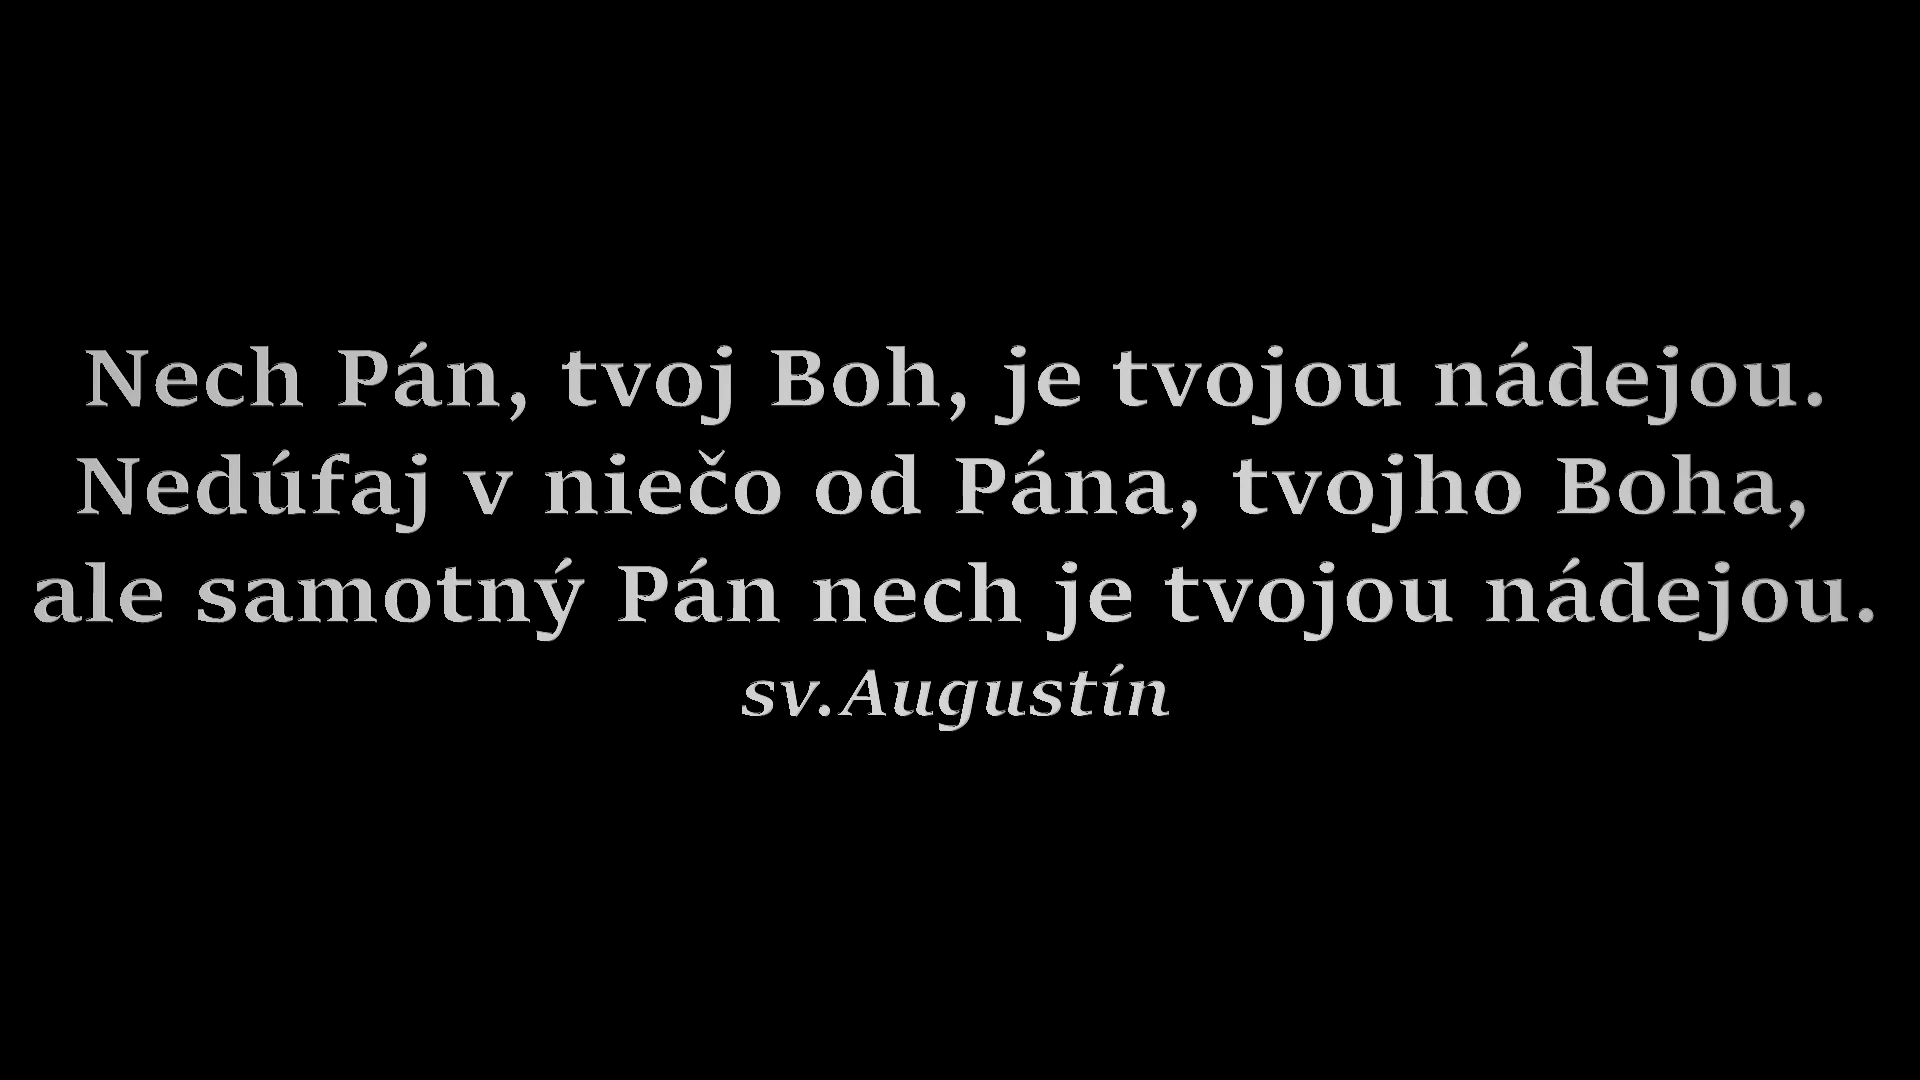 Nech Pán, tvoj Boh, je tvojou nádejou.
Nedúfaj v niečo od Pána, tvojho Boha,
ale samotný Pán nech je tvojou nádejou.
sv.Augustín